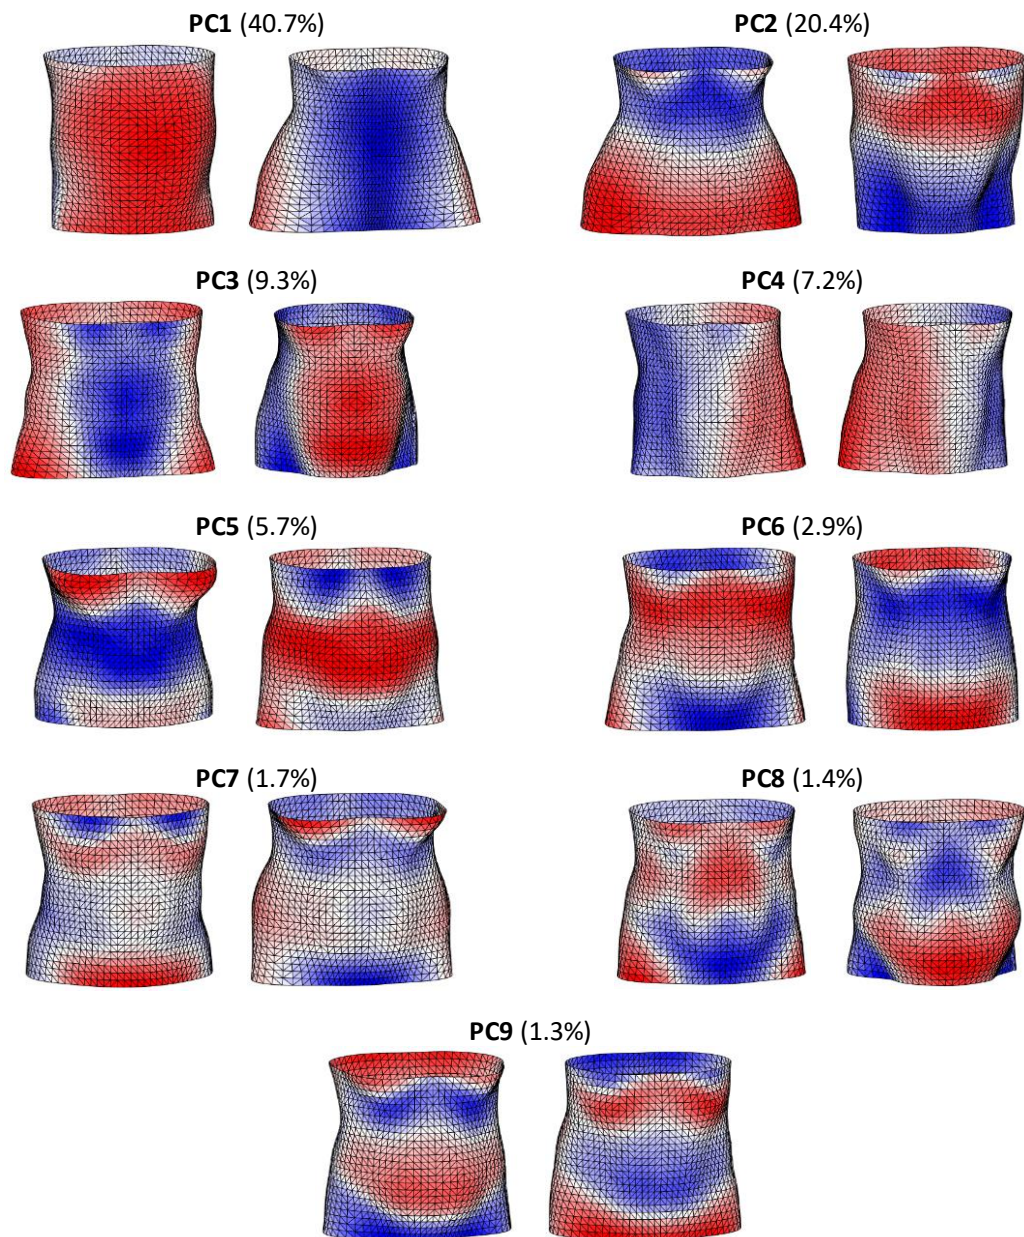 PC1 (40.7%)
PC2 (20.4%)
PC3 (9.3%)
PC4 (7.2%)
PC5 (5.7%)
PC6 (2.9%)
PC7 (1.7%)
PC8 (1.4%)
PC9 (1.3%)